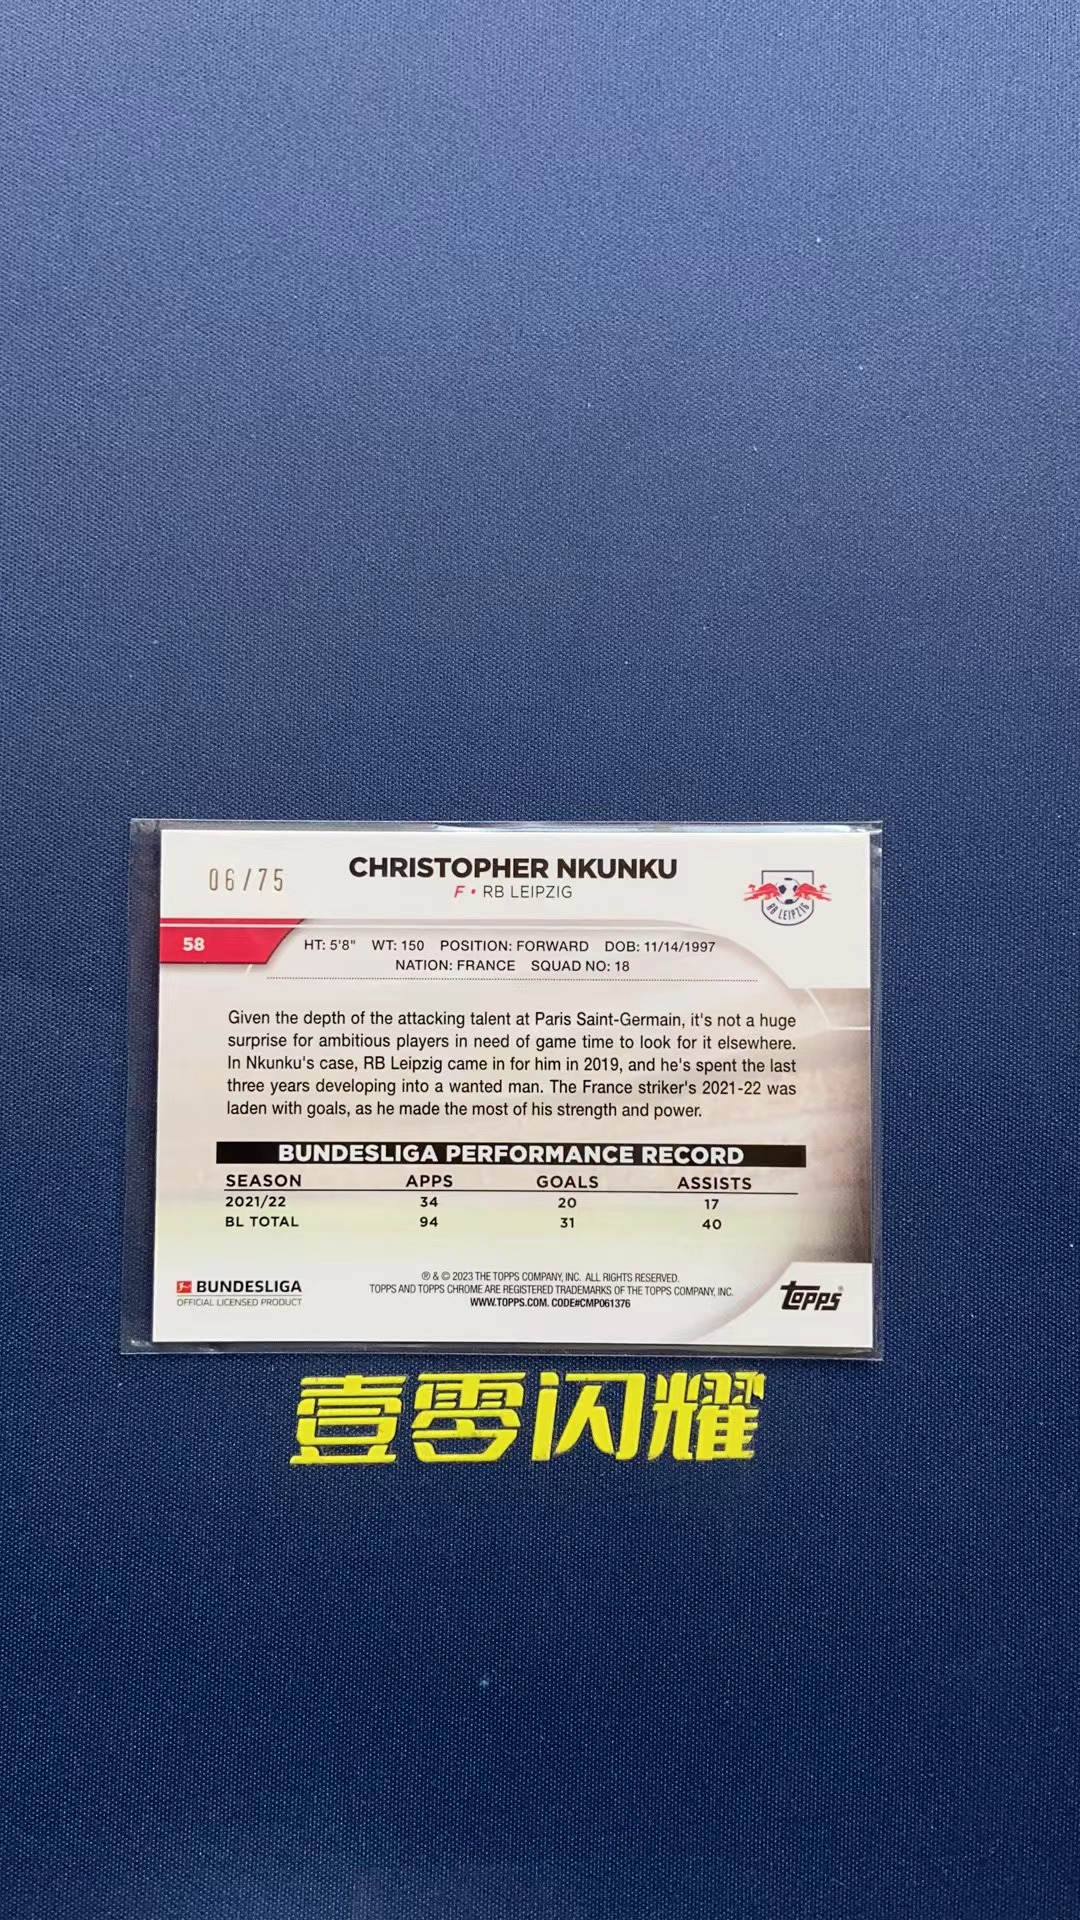 06/75
CHRISTOPHER NKUNKU
F • RB LEIPZIG
RB LEIPZIG
58
HT: 5'8" WT: 150 POSITION: FORWARD DOB: 11/14/1997
NATION: FRANCE SQUAD NO: 18
Given the depth of the attacking talent at Paris Saint-Germain, it's not a huge
surprise for ambitious players in need of game time to look for it elsewhere.
In Nkunku's case, RB Leipzig came in for him in 2019, and he's spent the last
three years developing into a wanted man. The France striker's 2021-22 was
laden with goals, as he made the most of his strength and power.
BUNDESLIGA PERFORMANCE RECORD
SEASON APPS GOALS ASSISTS
2021/22 34 20 17
BL TOTAL 94 31 40
BUNDESLIGA
OFFICIAL LICENSED PRODUCT
® & © 2023 THE TOPPS COMPANY, INC. ALL RIGHTS RESERVED.
TOPPS AND TOPPS CHROME ARE REGISTERED TRADEMARKS OF THE TOPPS COMPANY, INC.
WWW.TOPPS.COM. CODE#CMP061376
topps®
壹零闪耀